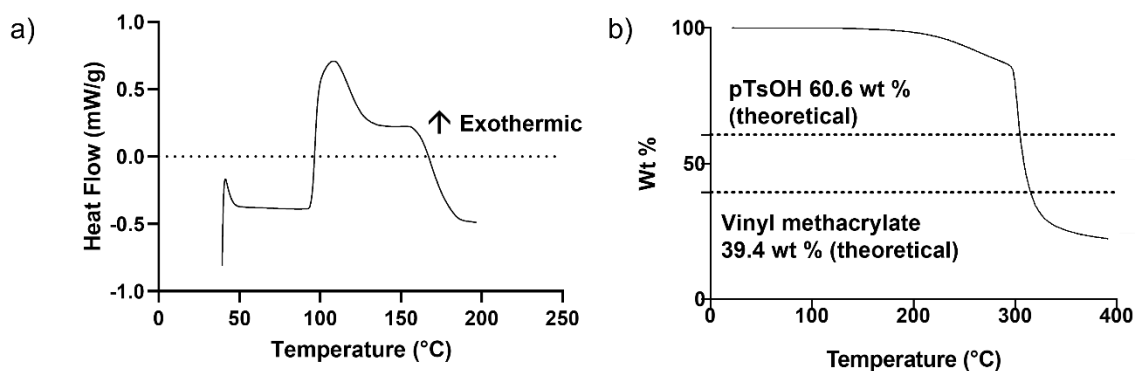 a)
1.0
0.5
0.0
-0.5
-1.0
Heat Flow (mW/g)
↑ Exothermic
0 50 100 150 200 250
Temperature (°C)
b)
100
50
0
Wt %
pTsOH 60.6 wt %
(theoretical)
Vinyl methacrylate
39.4 wt % (theoretical)
0 100 200 300 400
Temperature (°C)